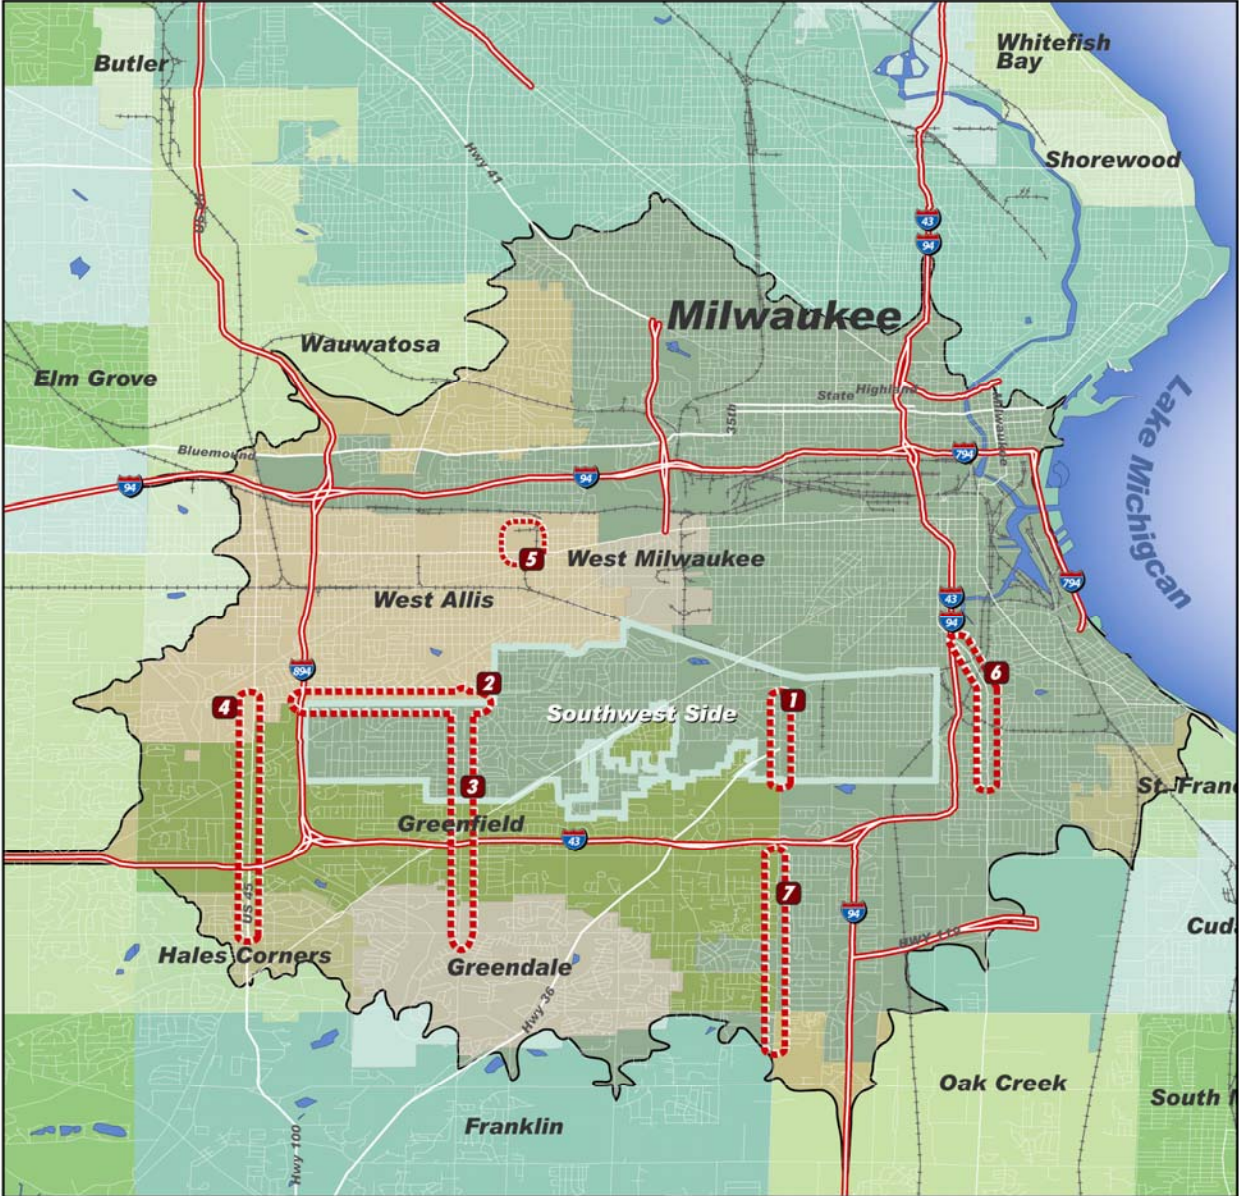 Butler
Whitefish
Bay
Hwy 41
Shorewood
43
94
Milwaukee
Wauwatosa
Elm Grove
State
Highland
35th
Milwaukee
Lake Michigcan
Bluemound
94
94
794
5
West Milwaukee
West Allis
794
43
94
894
2
4
1
6
Southwest Side
3
St. Fran
Greenfield
43
7
US 45
94
Cud
Hales Corners
Greendale
Hwy 36
Oak Creek
South
Franklin
Hwy 100